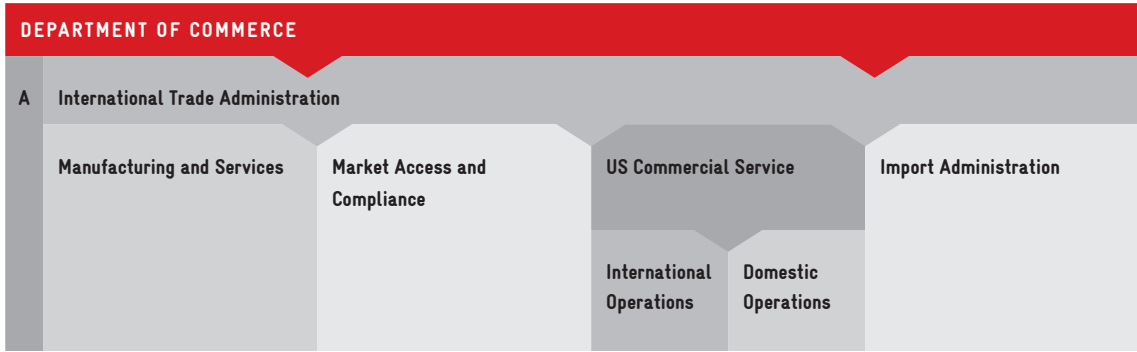 DEPARTMENT OF COMMERCE
A
International Trade Administration
Manufacturing and Services
Market Access and
Compliance
US Commercial Service
Import Administration
International
Operations
Domestic
Operations